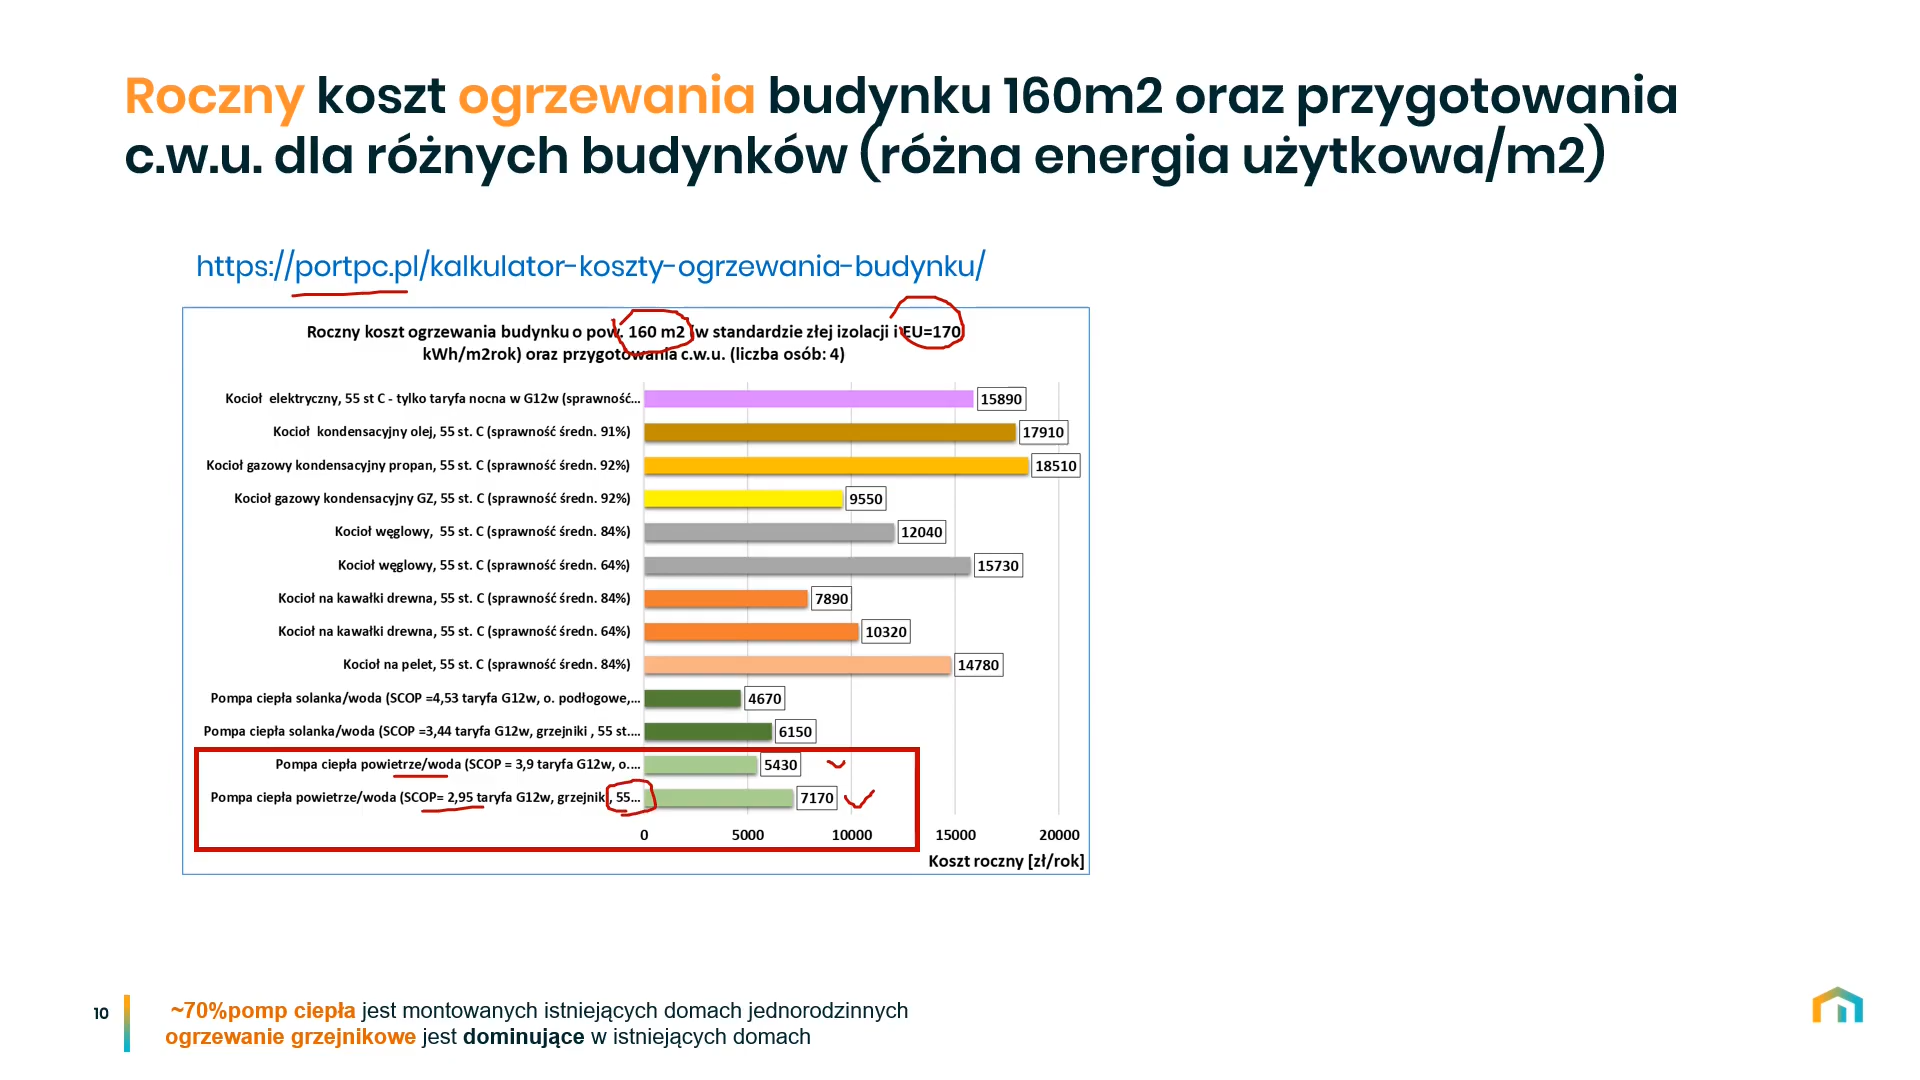 Roczny koszt ogrzewania budynku 160m2 oraz przygotowania
c.w.u. dla różnych budynków (różna energia użytkowa/m2)
https://portpc.pl/kalkulator-koszty-ogrzewania-budynku/
Roczny koszt ogrzewania budynku o pow. 160 m2 (w standardzie złej izolacji i EU=170
kWh/m2rok) oraz przygotowania c.w.u. (liczba osób: 4)
Kocioł elektryczny, 55 st C - tylko taryfa nocna w G12w (sprawność... 15890
Kocioł kondensacyjny olej, 55 st. C (sprawność średn. 91%) 17910
Kocioł gazowy kondensacyjny propan, 55 st. C (sprawność średn. 92%) 18510
Kocioł gazowy kondensacyjny GZ, 55 st. C (sprawność średn. 92%) 9550
Kocioł węglowy, 55 st. C (sprawność średn. 84%) 12040
Kocioł węglowy, 55 st. C (sprawność średn. 64%) 15730
Kocioł na kawałki drewna, 55 st. C (sprawność średn. 84%) 7890
Kocioł na kawałki drewna, 55 st. C (sprawność średn. 64%) 10320
Kocioł na pelet, 55 st. C (sprawność średn. 84%) 14780
Pompa ciepła solanka/woda (SCOP =4,53 taryfa G12w, o. podłogowe,... 4670
Pompa ciepła solanka/woda (SCOP =3,44 taryfa G12w, grzejniki , 55 st.... 6150
Pompa ciepła powietrze/woda (SCOP = 3,9 taryfa G12w, o.... 5430
Pompa ciepła powietrze/woda (SCOP= 2,95 taryfa G12w, grzejnik , 55... 7170
0 5000 10000 15000 20000
Koszt roczny [zł/rok]
10
~70%pomp ciepła jest montowanych istniejących domach jednorodzinnych
ogrzewanie grzejnikowe jest dominujące w istniejących domach